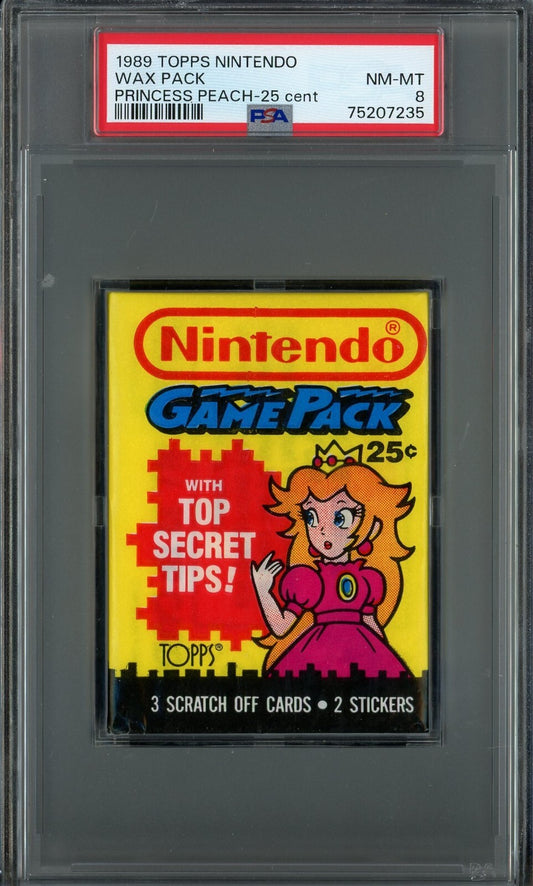 1989 TOPPS NINTENDO
WAX PACK NM-MT
PRINCESS PEACH-25 cent 8
PSA 75207235
Nintendo®
GAME PACK
25¢
WITH
TOP
SECRET
TIPS!
TOPPS®
3 SCRATCH OFF CARDS • 2 STICKERS